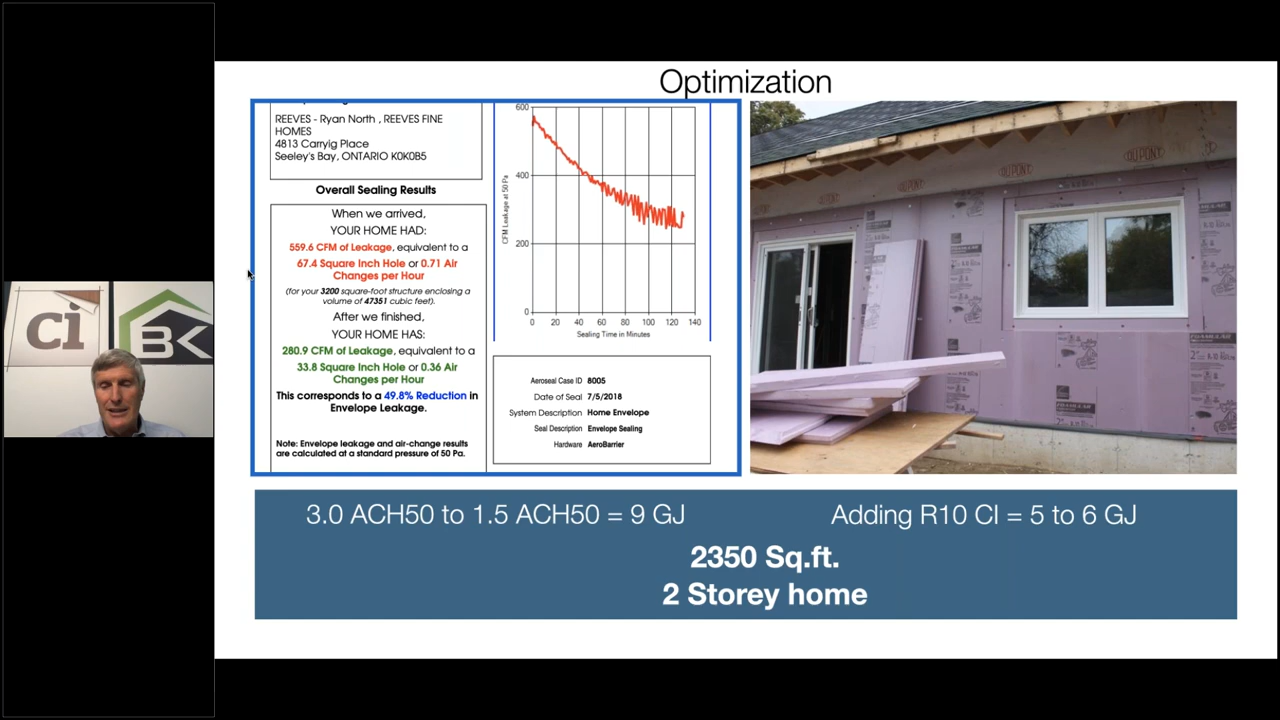 Optimization
REEVES - Ryan North , REEVES FINE
HOMES
4813 Carryig Place
Seeley's Bay, ONTARIO K0K0B5
Overall Sealing Results
When we arrived,
YOUR HOME HAD:
559.6 CFM of Leakage, equivalent to a
67.4 Square Inch Hole or 0.71 Air
Changes per Hour
(for your 3200 square-foot structure enclosing a
volume of 47351 cubic feet).
After we finished,
YOUR HOME HAS:
280.9 CFM of Leakage, equivalent to a
33.8 Square Inch Hole or 0.36 Air
Changes per Hour
This corresponds to a 49.8% Reduction in
Envelope Leakage.
Note: Envelope leakage and air-change results
are calculated at a standard pressure of 50 Pa.
CFM Leakage at 50 Pa
600
400
200
0
0 20 40 60 80 100 120 140
Sealing Time in Minutes
Aeroseal Case ID 8005
Date of Seal 7/5/2018
System Description Home Envelope
Seal Description Envelope Sealing
Hardware AeroBarrier
DUPONT
DUPONT
DUPONT
DUPONT
ci
BK
3.0 ACH50 to 1.5 ACH50 = 9 GJ
Adding R10 CI = 5 to 6 GJ
2350 Sq.ft.
2 Storey home